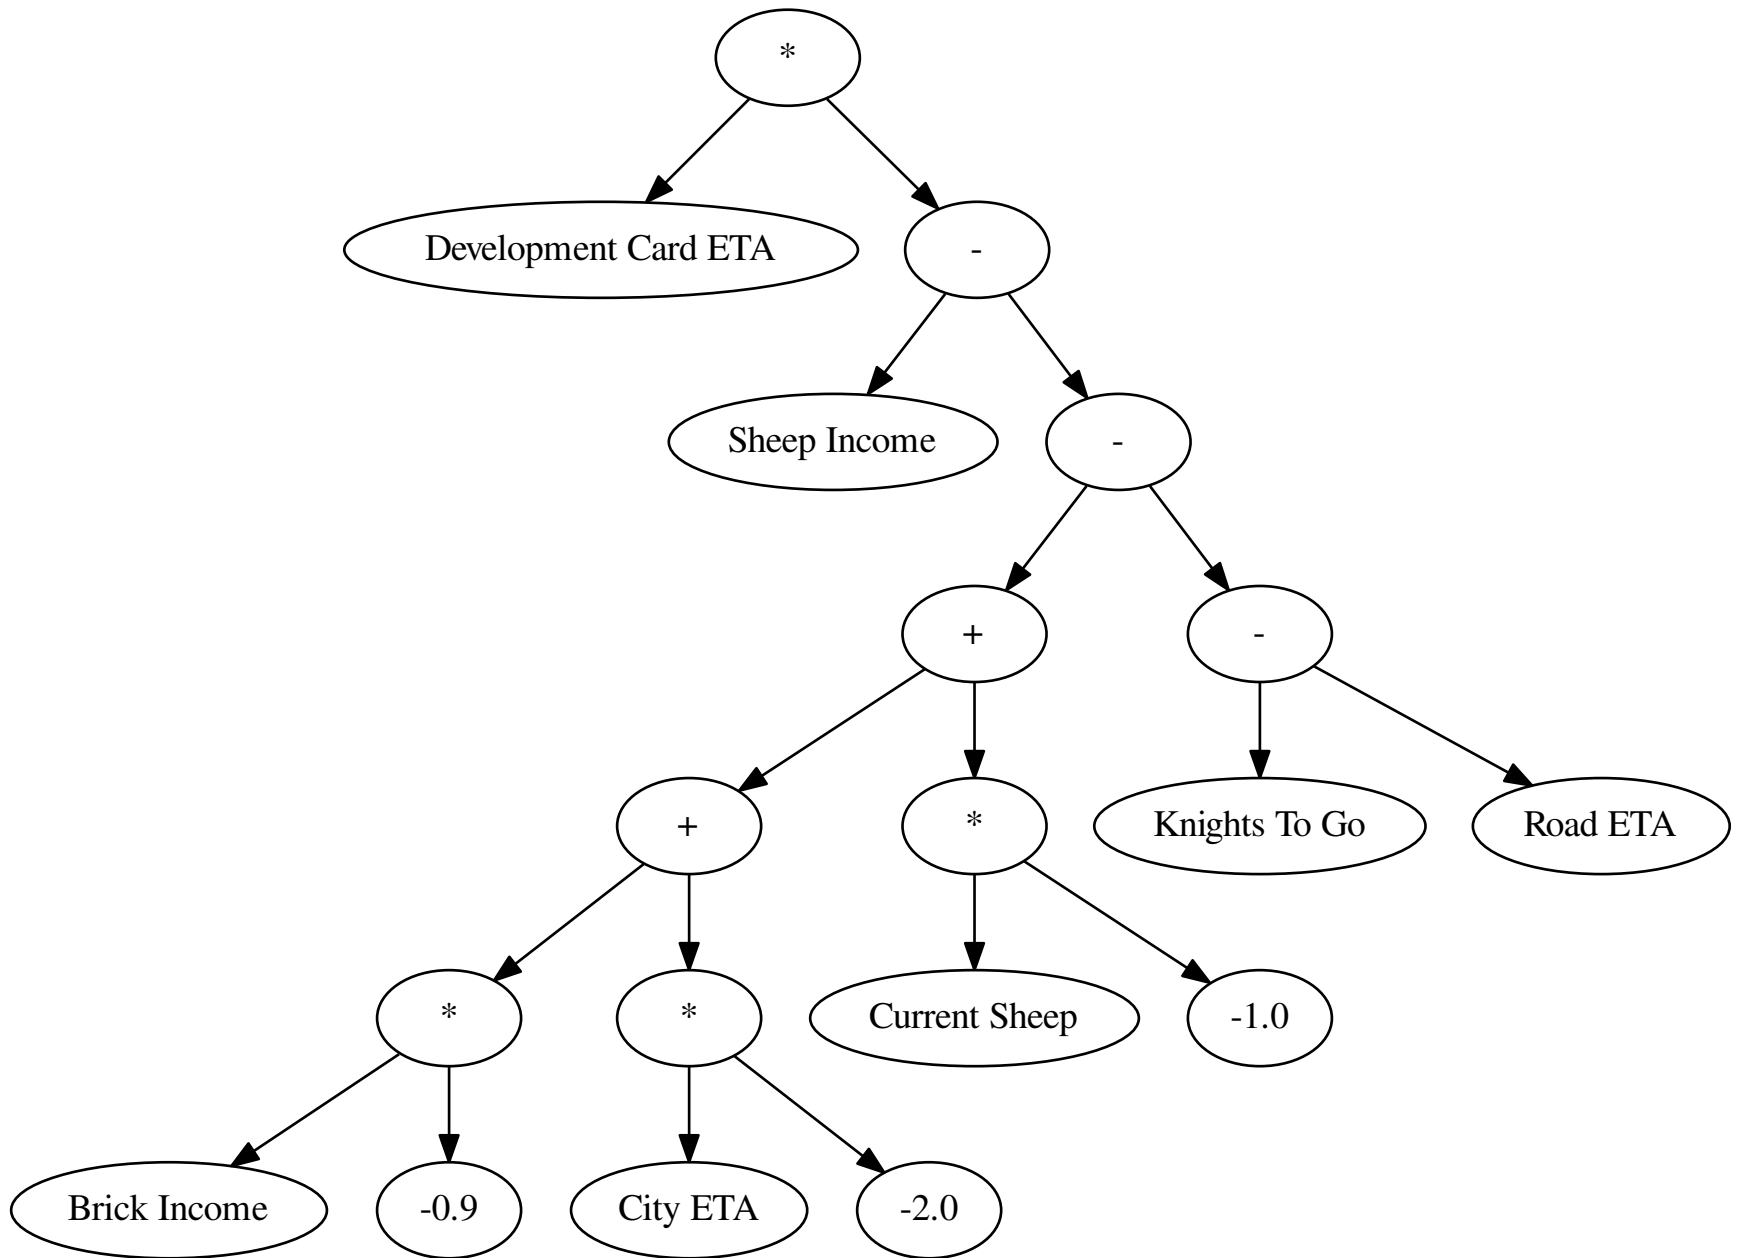 *
Development Card ETA
-
Sheep Income
-
+
-
+
*
Knights To Go
Road ETA
*
*
Current Sheep
-1.0
Brick Income
-0.9
City ETA
-2.0